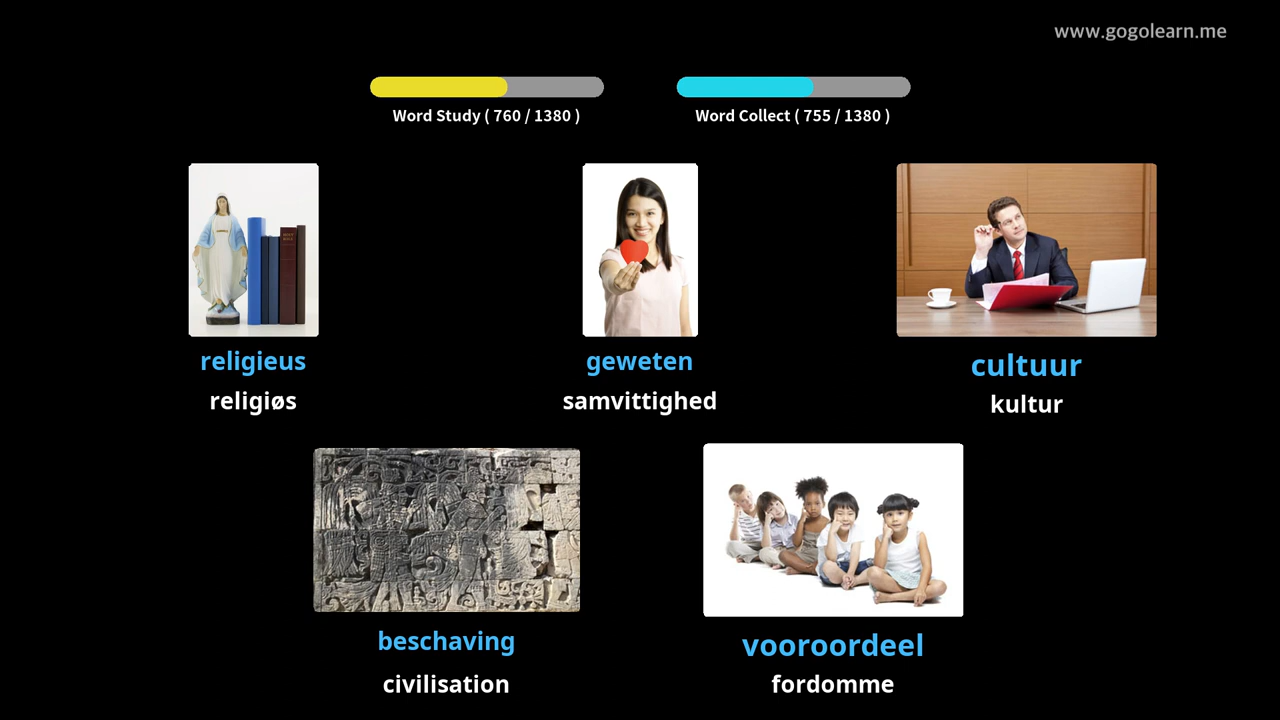 www.gogolearn.me
Word Study ( 760 / 1380 )
Word Collect ( 755 / 1380 )
religieus
religiøs
geweten
samvittighed
cultuur
kultur
beschaving
civilisation
vooroordeel
fordomme